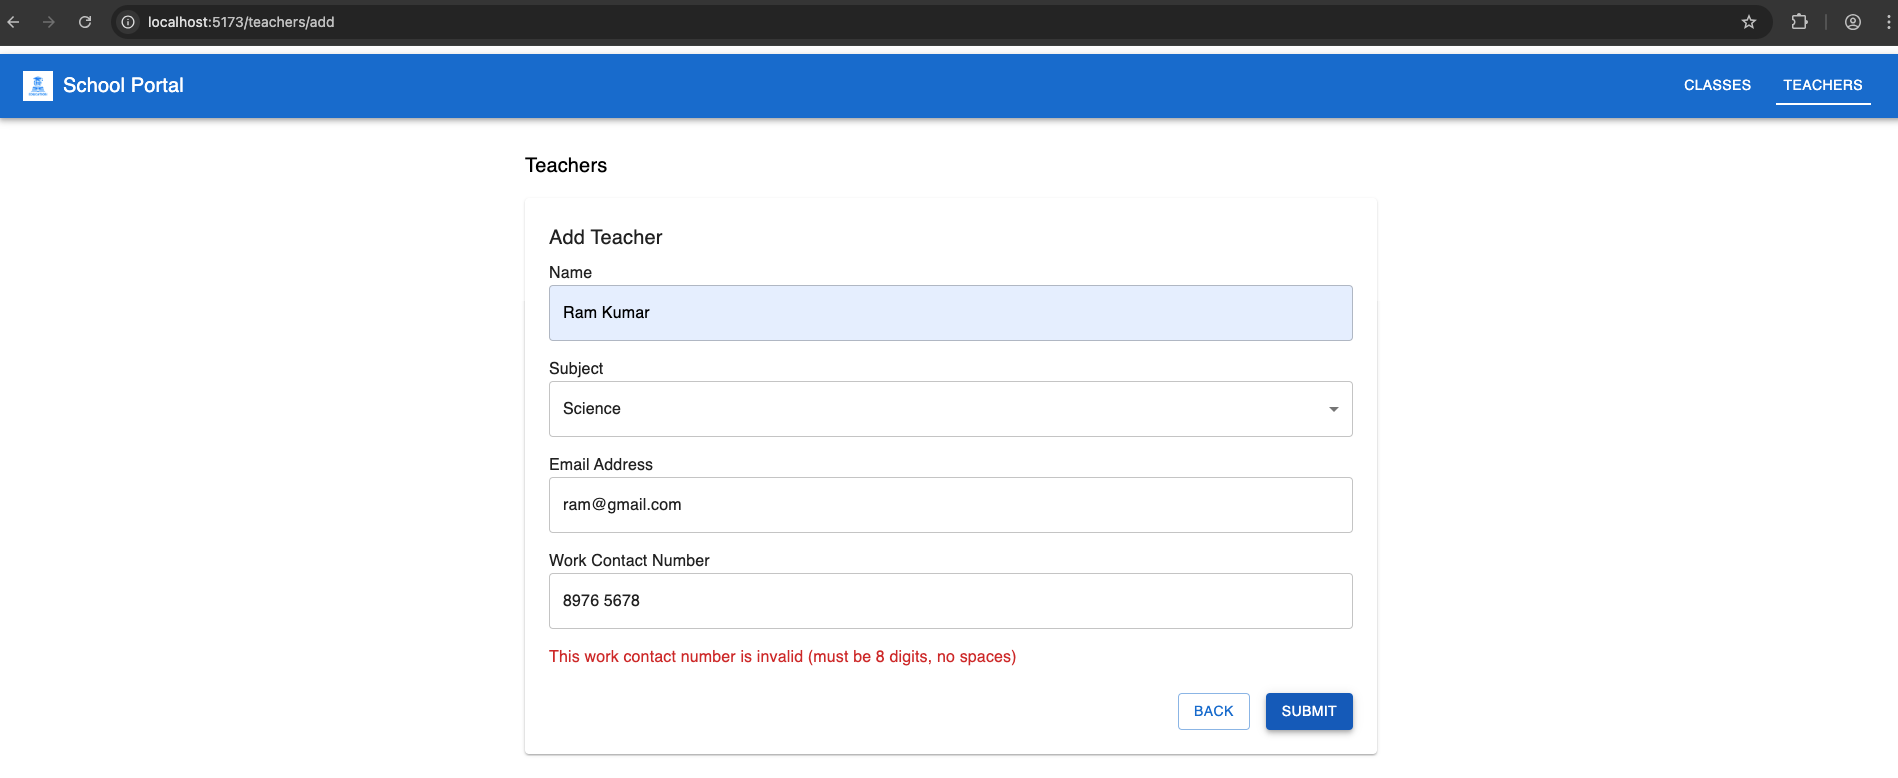 localhost:5173/teachers/add
School Portal
CLASSES
TEACHERS
Teachers
Add Teacher
Name
Ram Kumar
Subject
Science
Email Address
ram@gmail.com
Work Contact Number
8976 5678
This work contact number is invalid (must be 8 digits, no spaces)
BACK
SUBMIT